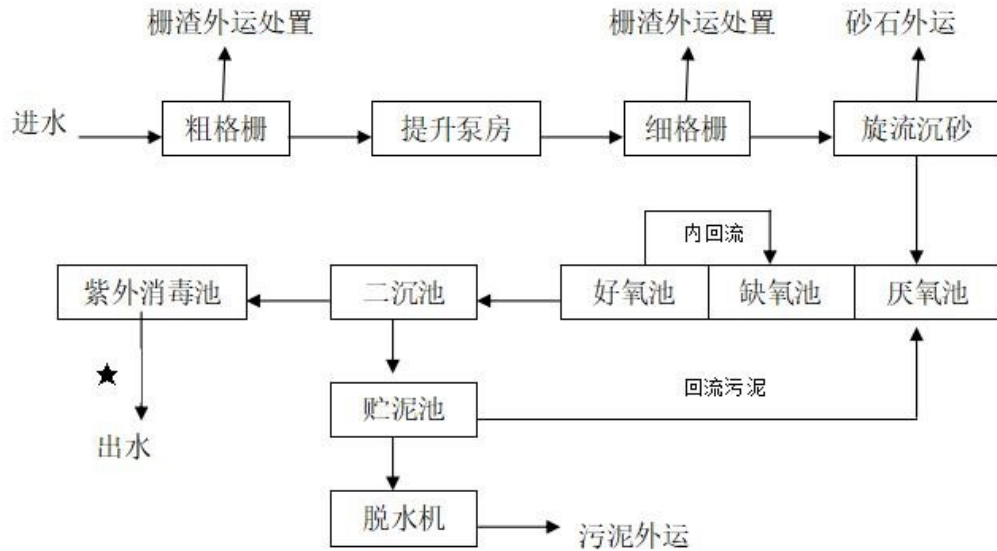 栅渣外运处置
栅渣外运处置
砂石外运
进水
粗格栅
提升泵房
细格栅
旋流沉砂
内回流
紫外消毒池
二沉池
好氧池
缺氧池
厌氧池
回流污泥
贮泥池
出水
脱水机
污泥外运